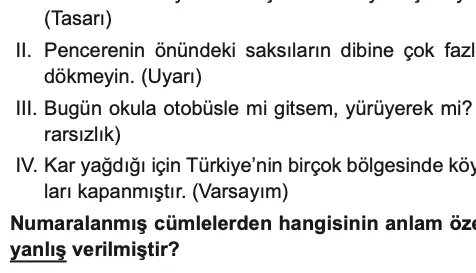 (Tasarı)
II. Pencerenin önündeki saksıların dibine çok fazl
dökmeyin. (Uyarı)
III. Bugün okula otobüsle mi gitsem, yürüyerek mi?
rarsızlık)
IV. Kar yağdığı için Türkiye’nin birçok bölgesinde köy
ları kapanmıştır. (Varsayım)
Numaralanmış cümlelerden hangisinin anlam öze
yanlış verilmiştir?